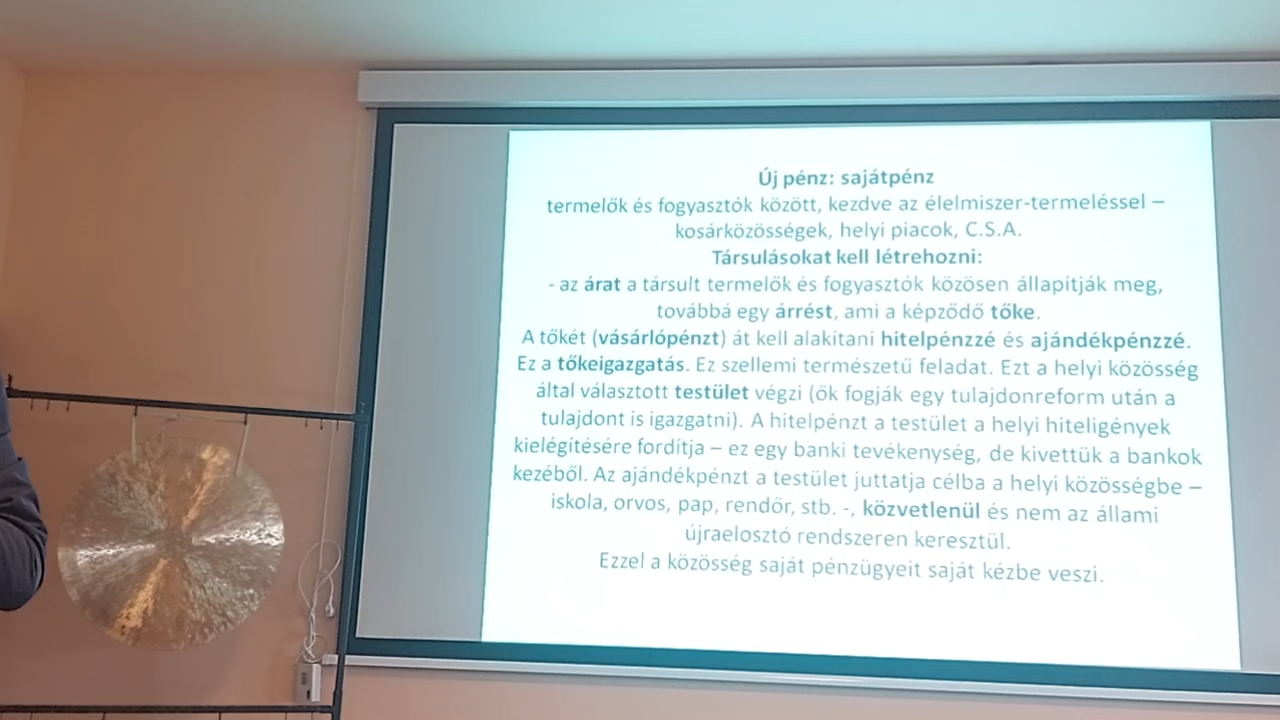 Új pénz: sajátpénz
termelők és fogyasztók között, kezdve az élelmiszer-termeléssel –
kosárközösségek, helyi piacok, C.S.A.
Társulásokat kell létrehozni:
- az árat a társult termelők és fogyasztók közösen állapítják meg,
továbbá egy árrést, ami a képződő tőke.
A tőkét (vásárlópénzt) át kell alakítani hitelpénzzé és ajándékpénzzé.
Ez a tőkeigazgatás. Ez szellemi természetű feladat. Ezt a helyi közösség
által választott testület végzi (ők fogják egy tulajdonreform után a
tulajdont is igazgatni). A hitelpénzt a testület a helyi hiteligények
kielégítésére fordítja – ez egy banki tevékenység, de kivettük a bankok
kezéből. Az ajándékpénzt a testület juttatja célba a helyi közösségbe –
iskola, orvos, pap, rendőr, stb. -, közvetlenül és nem az állami
újraelosztó rendszeren keresztül.
Ezzel a közösség saját pénzügyeit saját kézbe veszi.